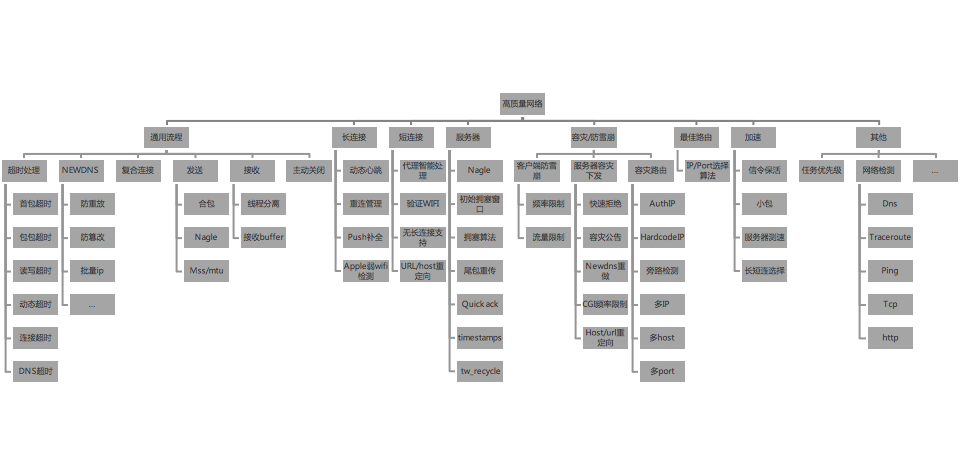 高质量网络
通用流程
长连接
短连接
服务器
容灾/防雪崩
最佳路由
加速
其他
超时处理
NEWDNS
复合连接
发送
接收
主动关闭
动态心跳
代理智能处
理
Nagle
客户端防雪
崩
服务器容灾
下发
容灾路由
IP/Port选择
算法
信令保活
任务优先级
网络检测
...
首包超时
防重放
合包
线程分离
重连管理
验证WIFI
初始拥塞窗
口
频率限制
快速拒绝
AuthIP
小包
Dns
包包超时
防篡改
Nagle
接收buffer
Push补全
无长连接支
持
拥塞算法
流量限制
容灾公告
HardcodeIP
服务器测速
Traceroute
读写超时
批量ip
Mss/mtu
Apple弱wifi
检测
URL/host重
定向
尾包重传
Newdns重
做
旁路检测
长短连选择
Ping
动态超时
...
Quick ack
CGI频率限制
多IP
Tcp
连接超时
timestamps
Host/url重
定向
多host
http
DNS超时
tw_recycle
多port